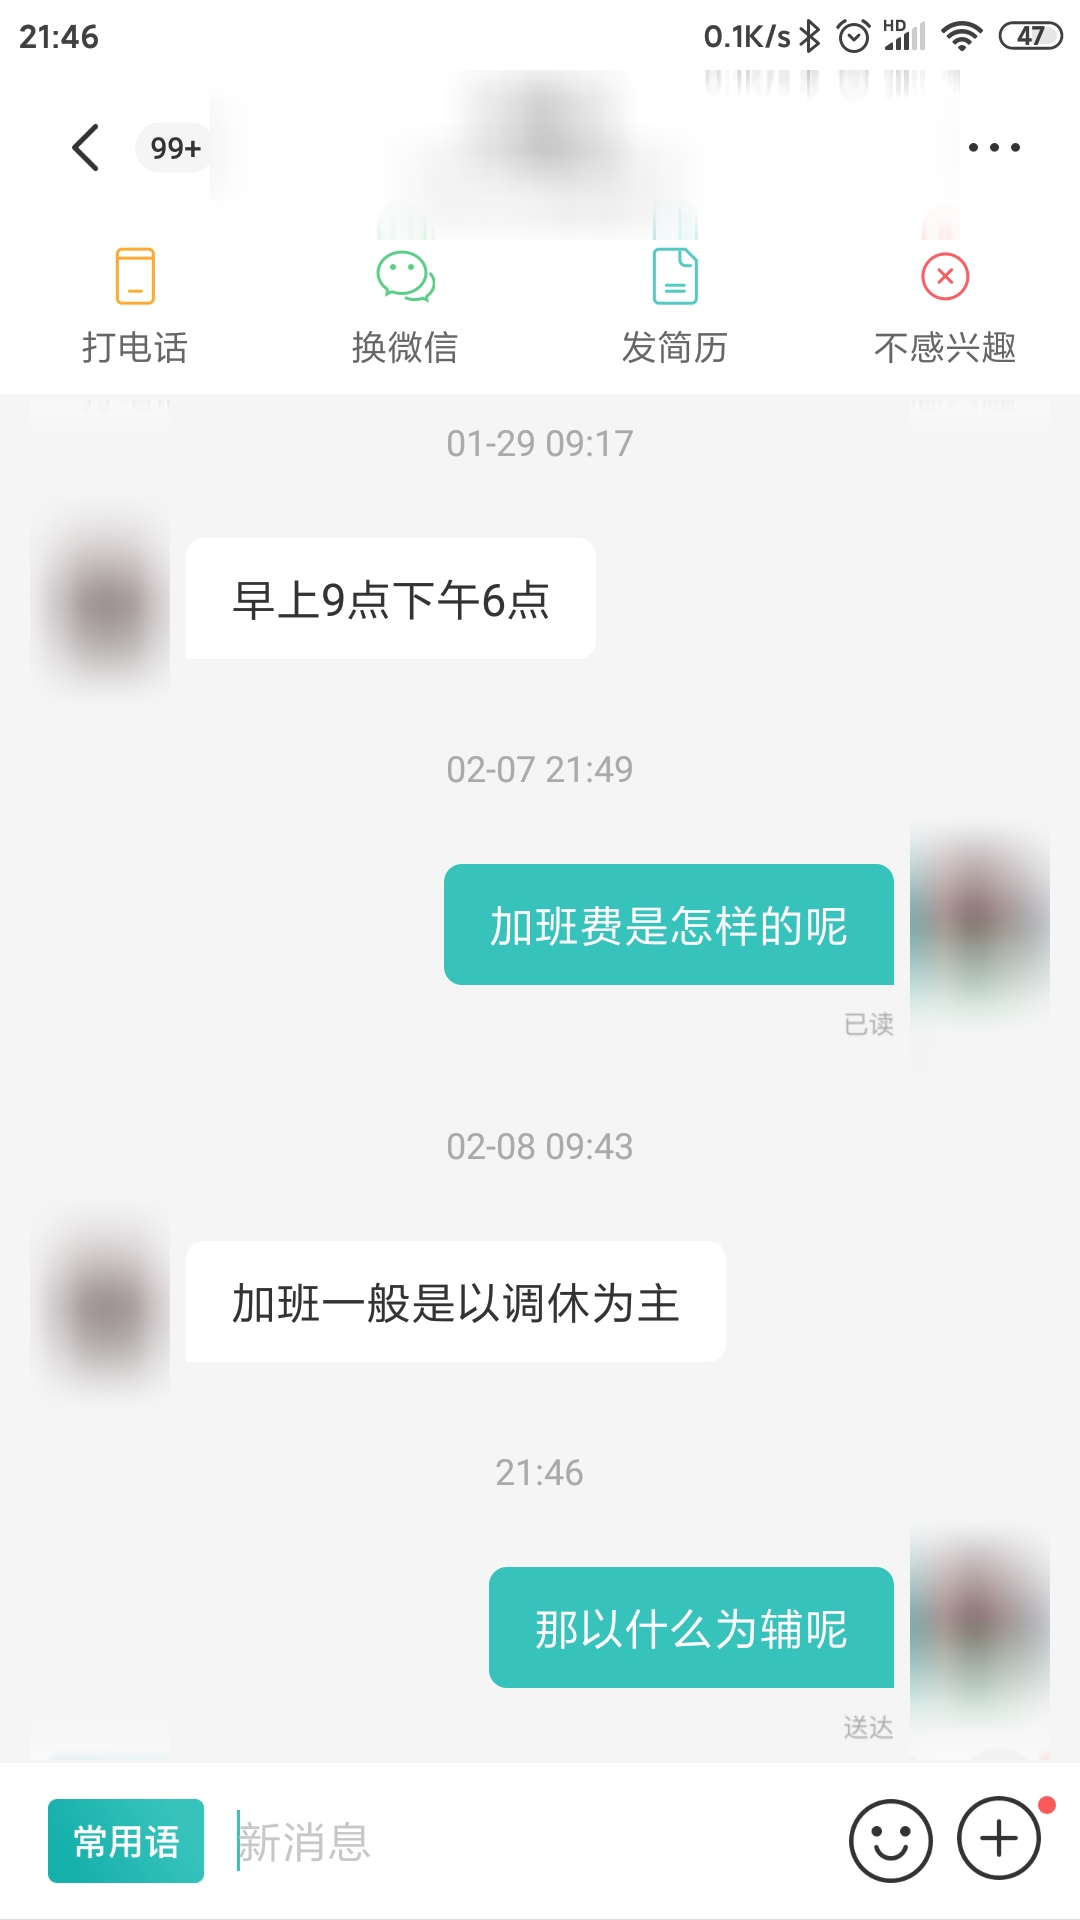 21:46 0.1K/s HD 47
99+
打电话 换微信 发简历 不感兴趣
01-29 09:17
早上9点下午6点
02-07 21:49
加班费是怎样的呢
已读
02-08 09:43
加班一般是以调休为主
21:46
那以什么为辅呢
送达
常用语 新消息